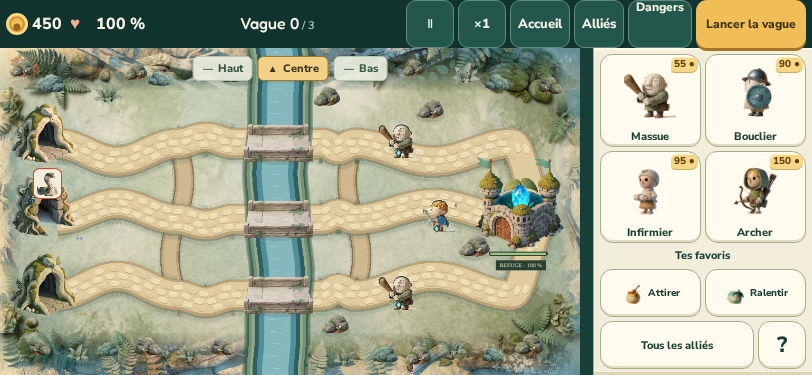 450 ♥ 100 % Vague 0 / 3 II ×1 Accueil Alliés Dangers Lancer la vague
— Haut ▲ Centre — Bas
55 90
Massue Bouclier
95 150
Infirmier Archer
Tes favoris
Attirer Ralentir
Tous les alliés ?
REFUGE · 100 %